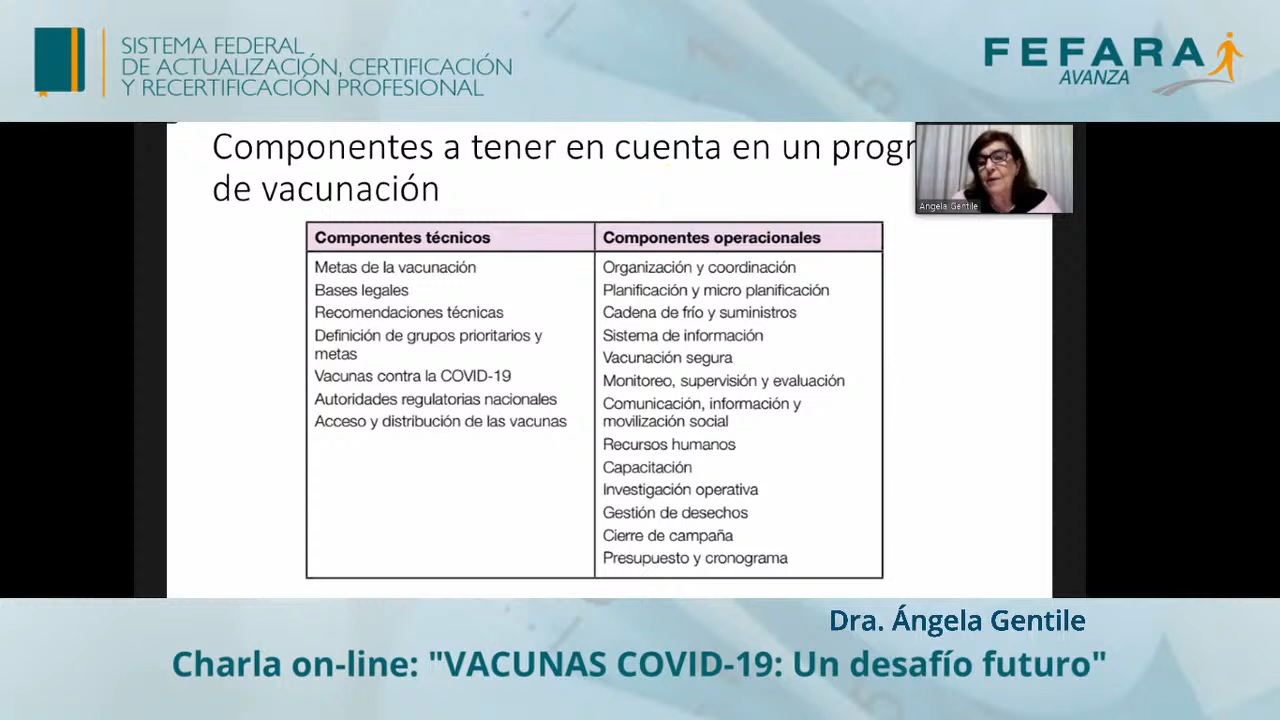 SISTEMA FEDERAL
DE ACTUALIZACIÓN, CERTIFICACIÓN
Y RECERTIFICACIÓN PROFESIONAL
FEFARA
AVANZA
Componentes a tener en cuenta en un progr
de vacunación
Angela Gentile
Componentes técnicos
Metas de la vacunación
Bases legales
Recomendaciones técnicas
Definición de grupos prioritarios y
metas
Vacunas contra la COVID-19
Autoridades regulatorias nacionales
Acceso y distribución de las vacunas
Componentes operacionales
Organización y coordinación
Planificación y micro planificación
Cadena de frío y suministros
Sistema de información
Vacunación segura
Monitoreo, supervisión y evaluación
Comunicación, información y
movilización social
Recursos humanos
Capacitación
Investigación operativa
Gestión de desechos
Cierre de campaña
Presupuesto y cronograma
Dra. Ángela Gentile
Charla on-line: "VACUNAS COVID-19: Un desafío futuro"